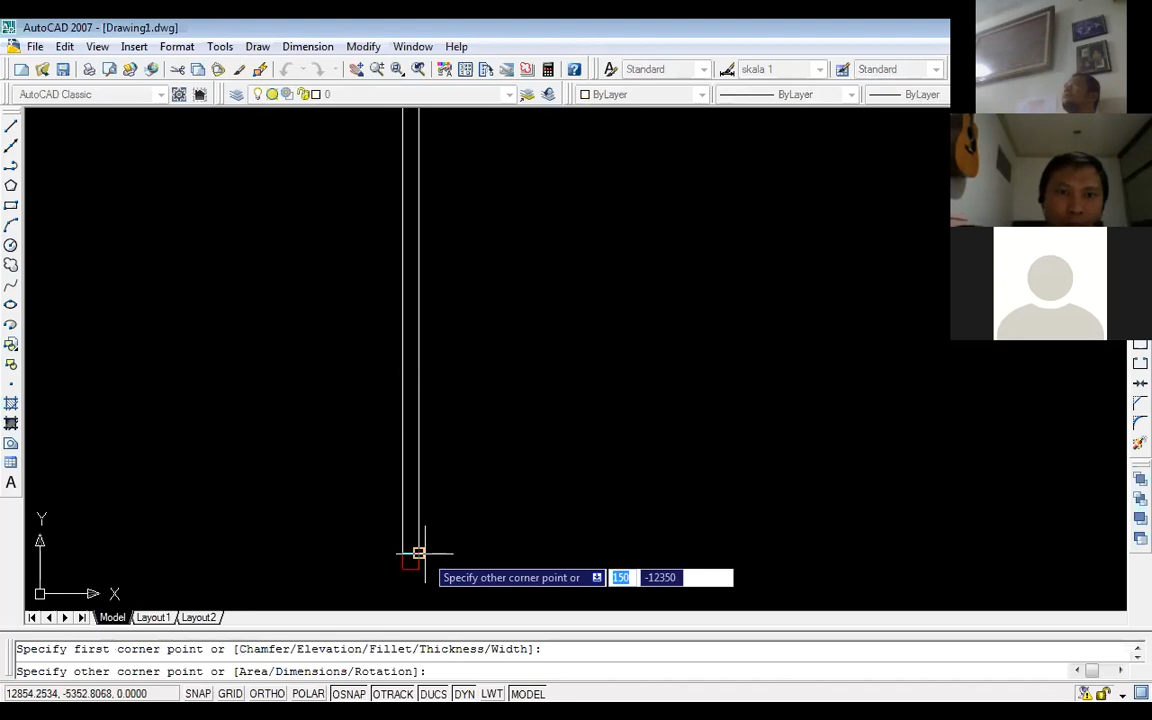 AutoCAD 2007 - [Drawing1.dwg]
File Edit View Insert Format Tools Draw Dimension Modify Window Help
Standard skala 1 Standard
AutoCAD Classic 0 ByLayer ByLayer ByLayer
Specify other corner point or 150 -12350
Y
X
A
Model Layout1 Layout2
Specify first corner point or [Chamfer/Elevation/Fillet/Thickness/Width]:
Specify other corner point or [Area/Dimensions/Rotation]:
12854.2534, -5352.8068, 0.0000 SNAP GRID ORTHO POLAR OSNAP OTRACK DUCS DYN LWT MODEL